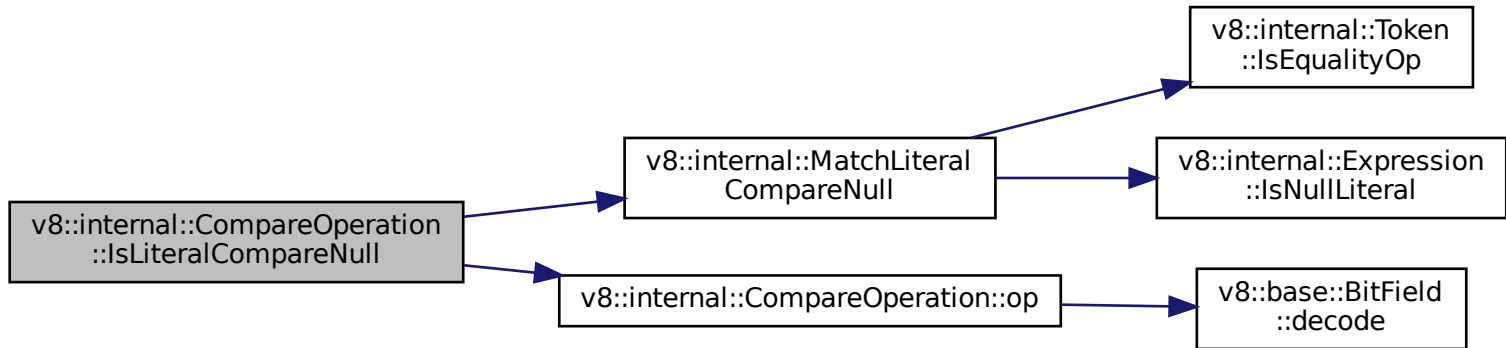 v8::internal::CompareOperation
::IsLiteralCompareNull
v8::internal::MatchLiteral
CompareNull
v8::internal::Token
::IsEqualityOp
v8::internal::Expression
::IsNullLiteral
v8::internal::CompareOperation::op
v8::base::BitField
::decode